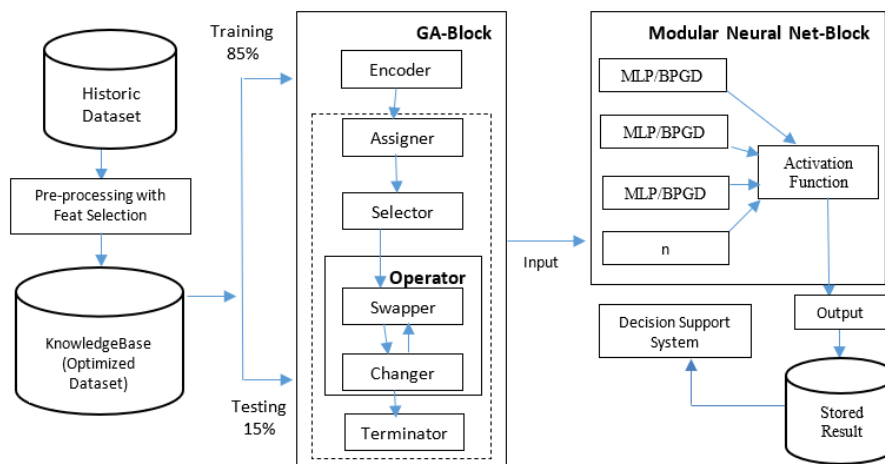 Historic
Dataset
Pre-processing with
Feat Selection
KnowledgeBase
(Optimized
Dataset)
Training
85%
Testing
15%
GA-Block
Encoder
Assigner
Selector
Operator
Swapper
Changer
Terminator
Input
Modular Neural Net-Block
MLP/BPGD
MLP/BPGD
MLP/BPGD
n
Activation
Function
Output
Stored
Result
Decision Support
System